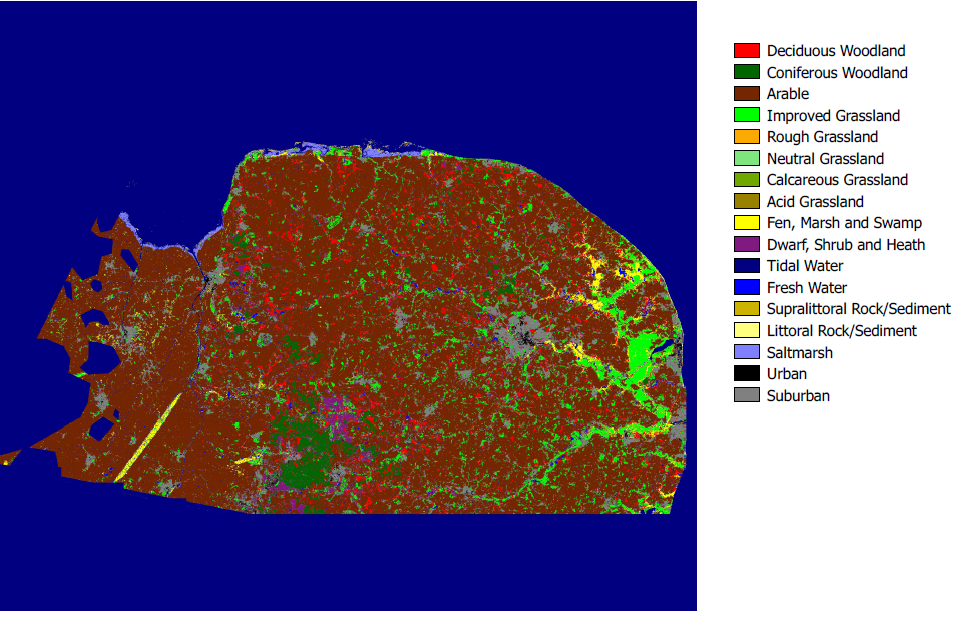 Deciduous Woodland
Coniferous Woodland
Arable
Improved Grassland
Rough Grassland
Neutral Grassland
Calcareous Grassland
Acid Grassland
Fen, Marsh and Swamp
Dwarf, Shrub and Heath
Tidal Water
Fresh Water
Supralittoral Rock/Sediment
Littoral Rock/Sediment
Saltmarsh
Urban
Suburban